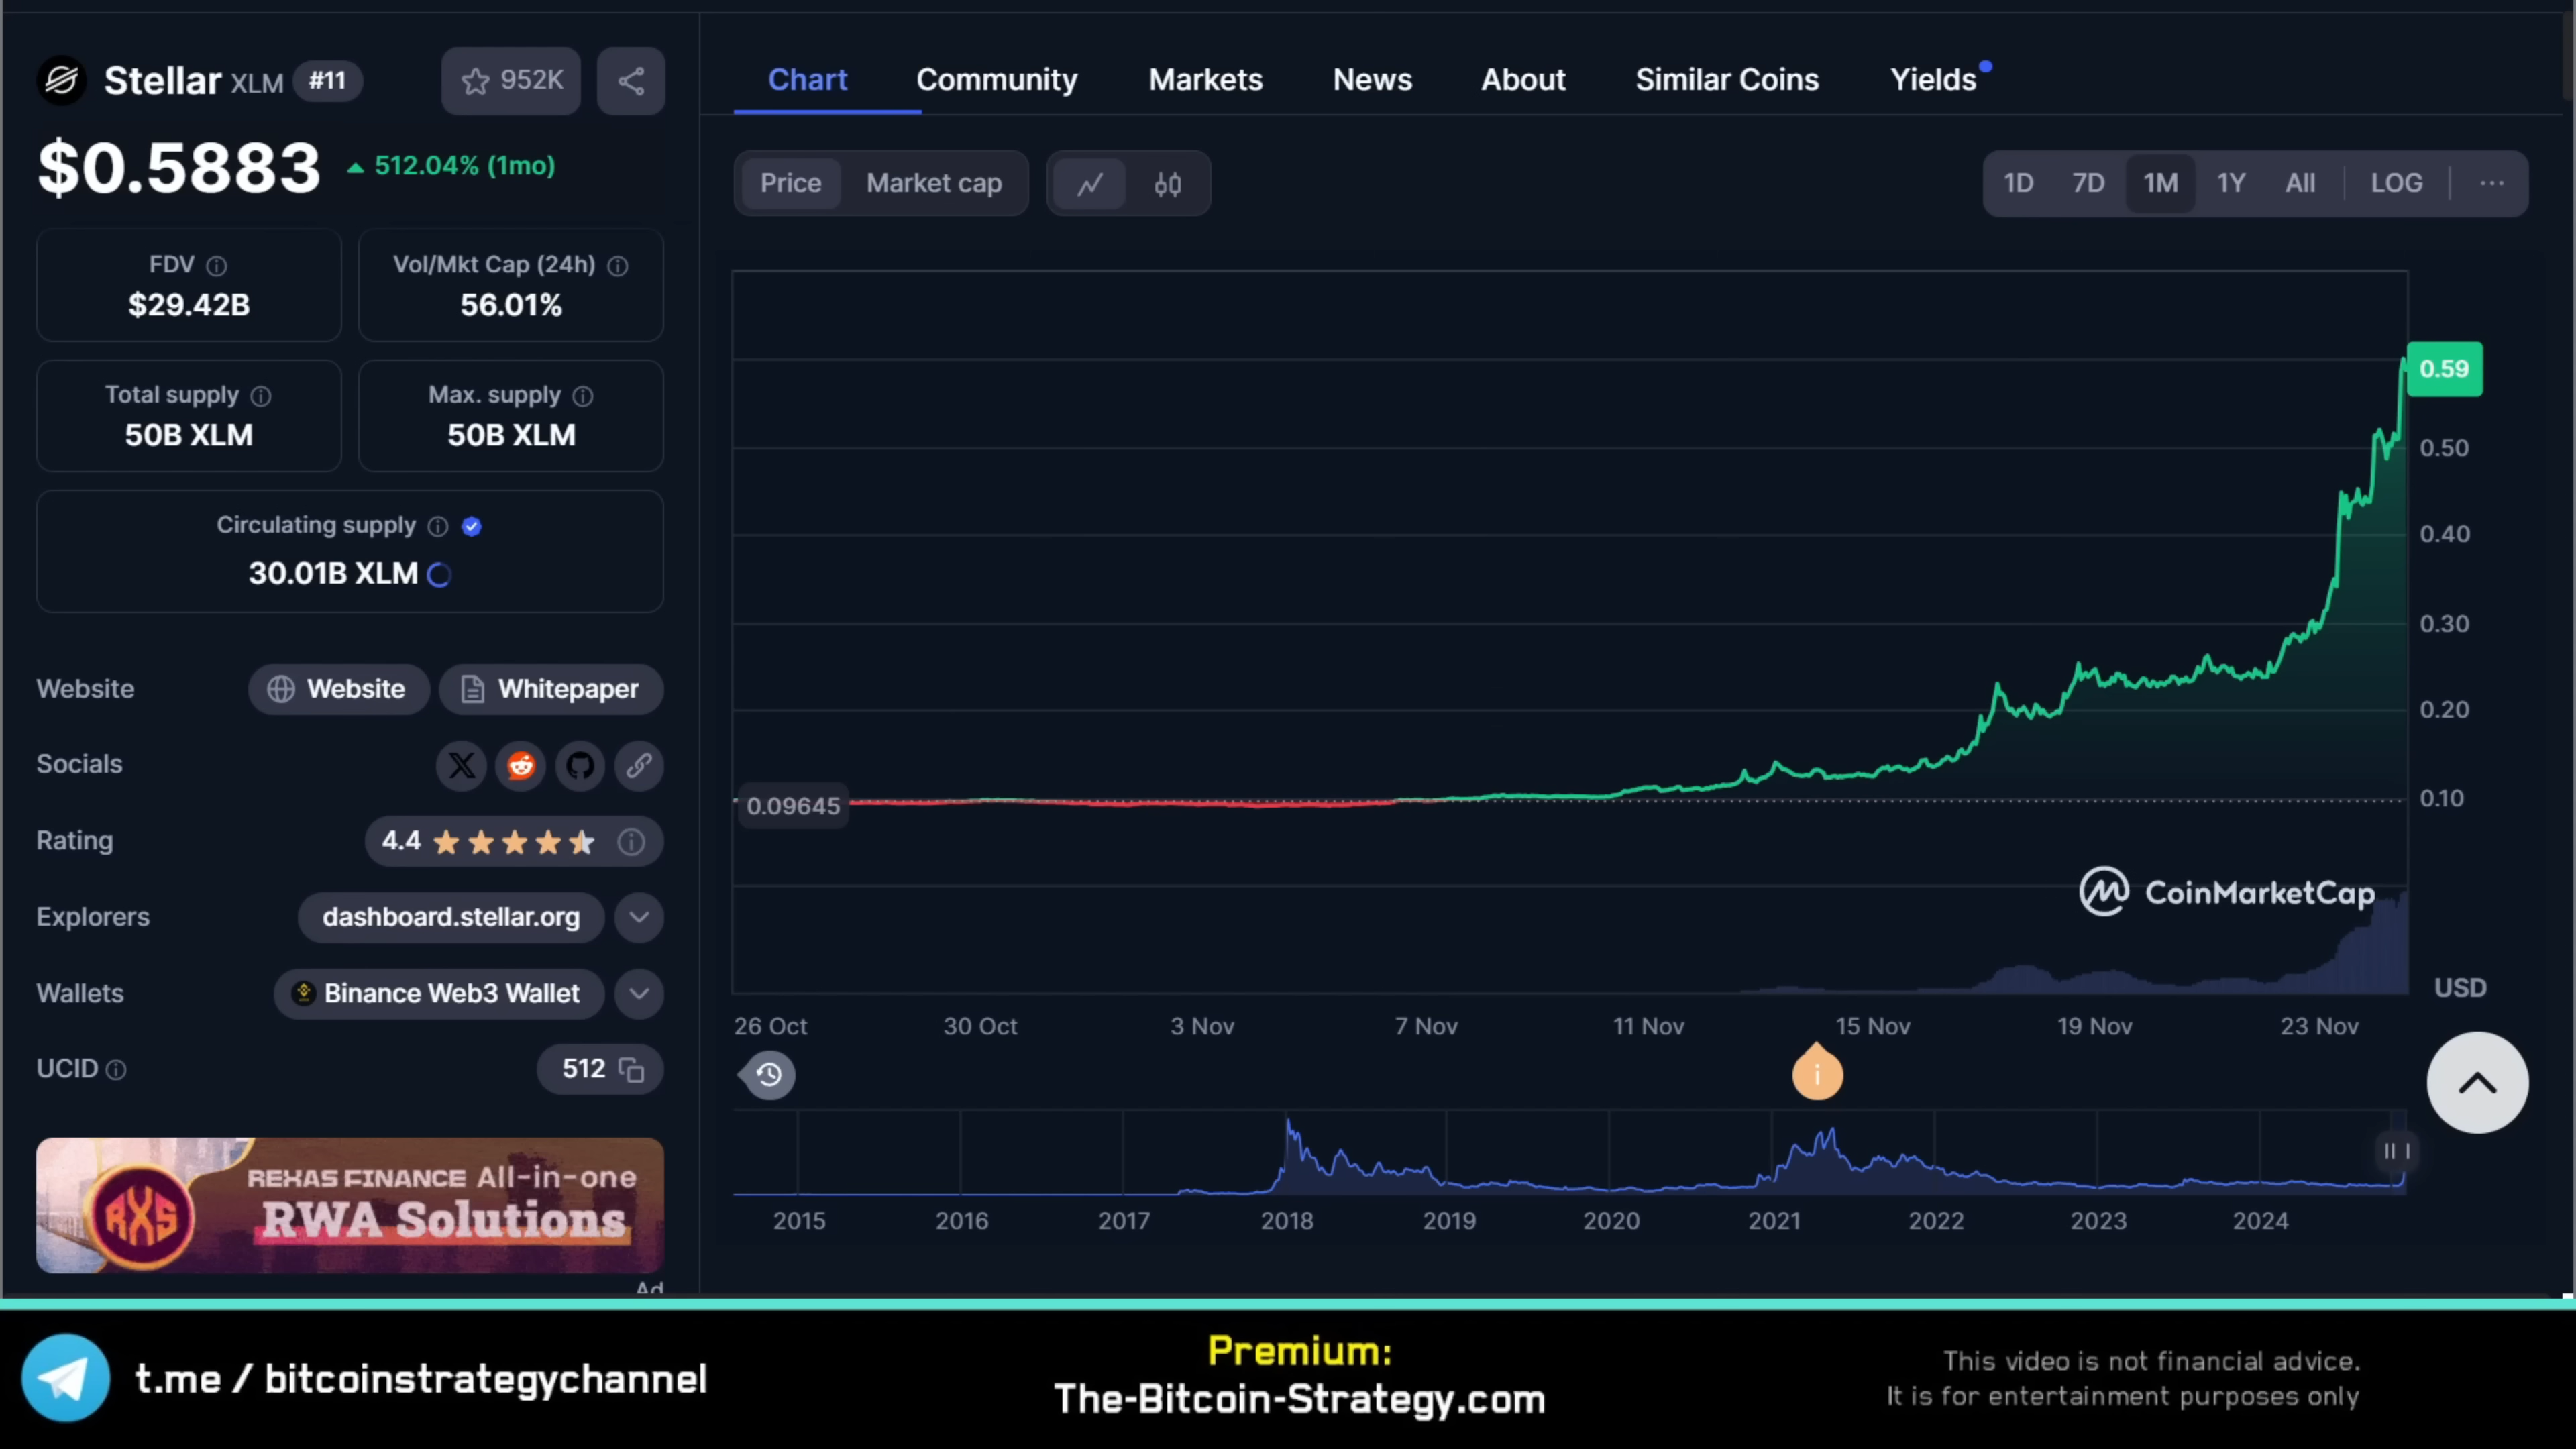 Stellar XLM #11
952K
$0.5883 512.04% (1mo)
FDV
$29.42B
Vol/Mkt Cap (24h)
56.01%
Total supply
50B XLM
Max. supply
50B XLM
Circulating supply
30.01B XLM
Website Website Whitepaper
Socials
Rating 4.4
Explorers dashboard.stellar.org
Wallets Binance Web3 Wallet
UCID 512
RXS
REXAS FINANCE All-in-one
RWA Solutions
Ad
Chart Community Markets News About Similar Coins Yields
Price Market cap
1D 7D 1M 1Y All LOG
0.59
0.50
0.40
0.30
0.20
0.10
0.09645
CoinMarketCap
USD
26 Oct 30 Oct 3 Nov 7 Nov 11 Nov 15 Nov 19 Nov 23 Nov
2015 2016 2017 2018 2019 2020 2021 2022 2023 2024
t.me / bitcoinstrategychannel
Premium:
The-Bitcoin-Strategy.com
This video is not financial advice.
It is for entertainment purposes only